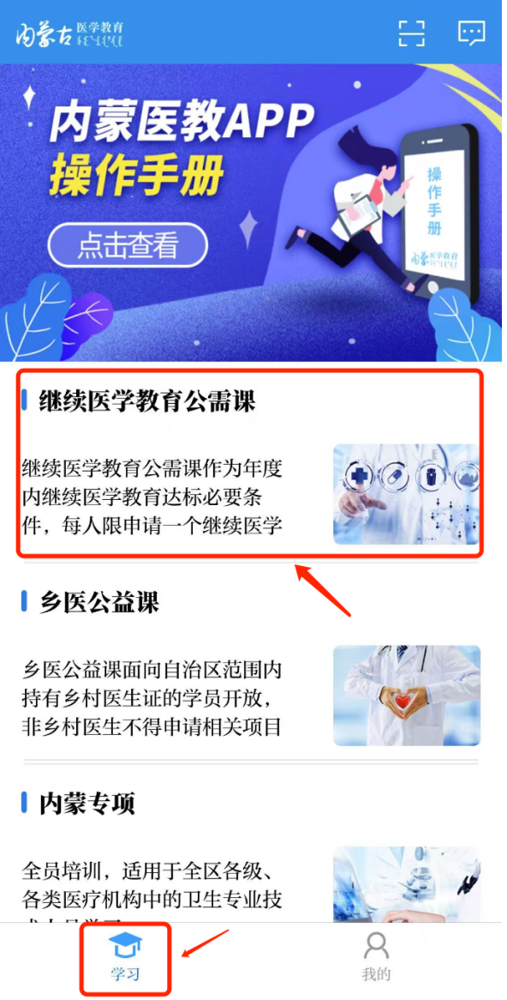 内蒙古 医学教育
内蒙医教APP
操作手册
点击查看
操作手册
内蒙 医学教育
继续医学教育公需课
继续医学教育公需课作为年度
内继续医学教育达标必要条
件，每人限申请一个继续医学
乡医公益课
乡医公益课面向自治区范围内
持有乡村医生证的学员开放，
非乡村医生不得申请相关项目
内蒙专项
全员培训，适用于全区各级、
各类医疗机构中的卫生专业技
学习
我的